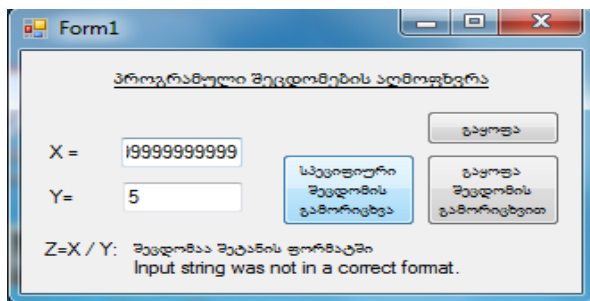 Form1
პროგრამული შეცდომების აღმოფხვრა
გაყოფა
X = 99999999999
სპეციფიური
შეცდომის
გამორიცხვა
გაყოფა
შეცდომის
გამორიცხვით
Y= 5
Z=X / Y: შეცდომაა შეტანის ფორმატში
Input string was not in a correct format.